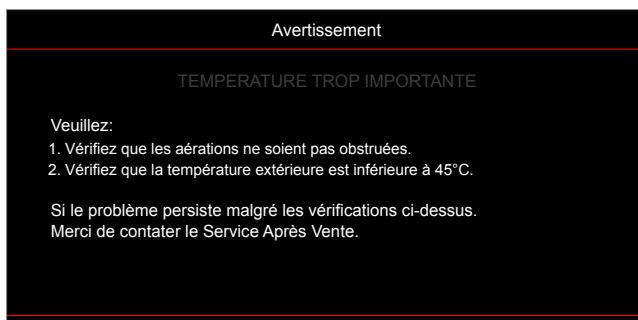 Avertissement
TEMPERATURE TROP IMPORTANTE
Veuillez:
1. Vérifiez que les aérations ne soient pas obstruées.
2. Vérifiez que la température extérieure est inférieure à 45°C.
Si le problème persiste malgré les vérifications ci-dessus.
Merci de contater le Service Après Vente.